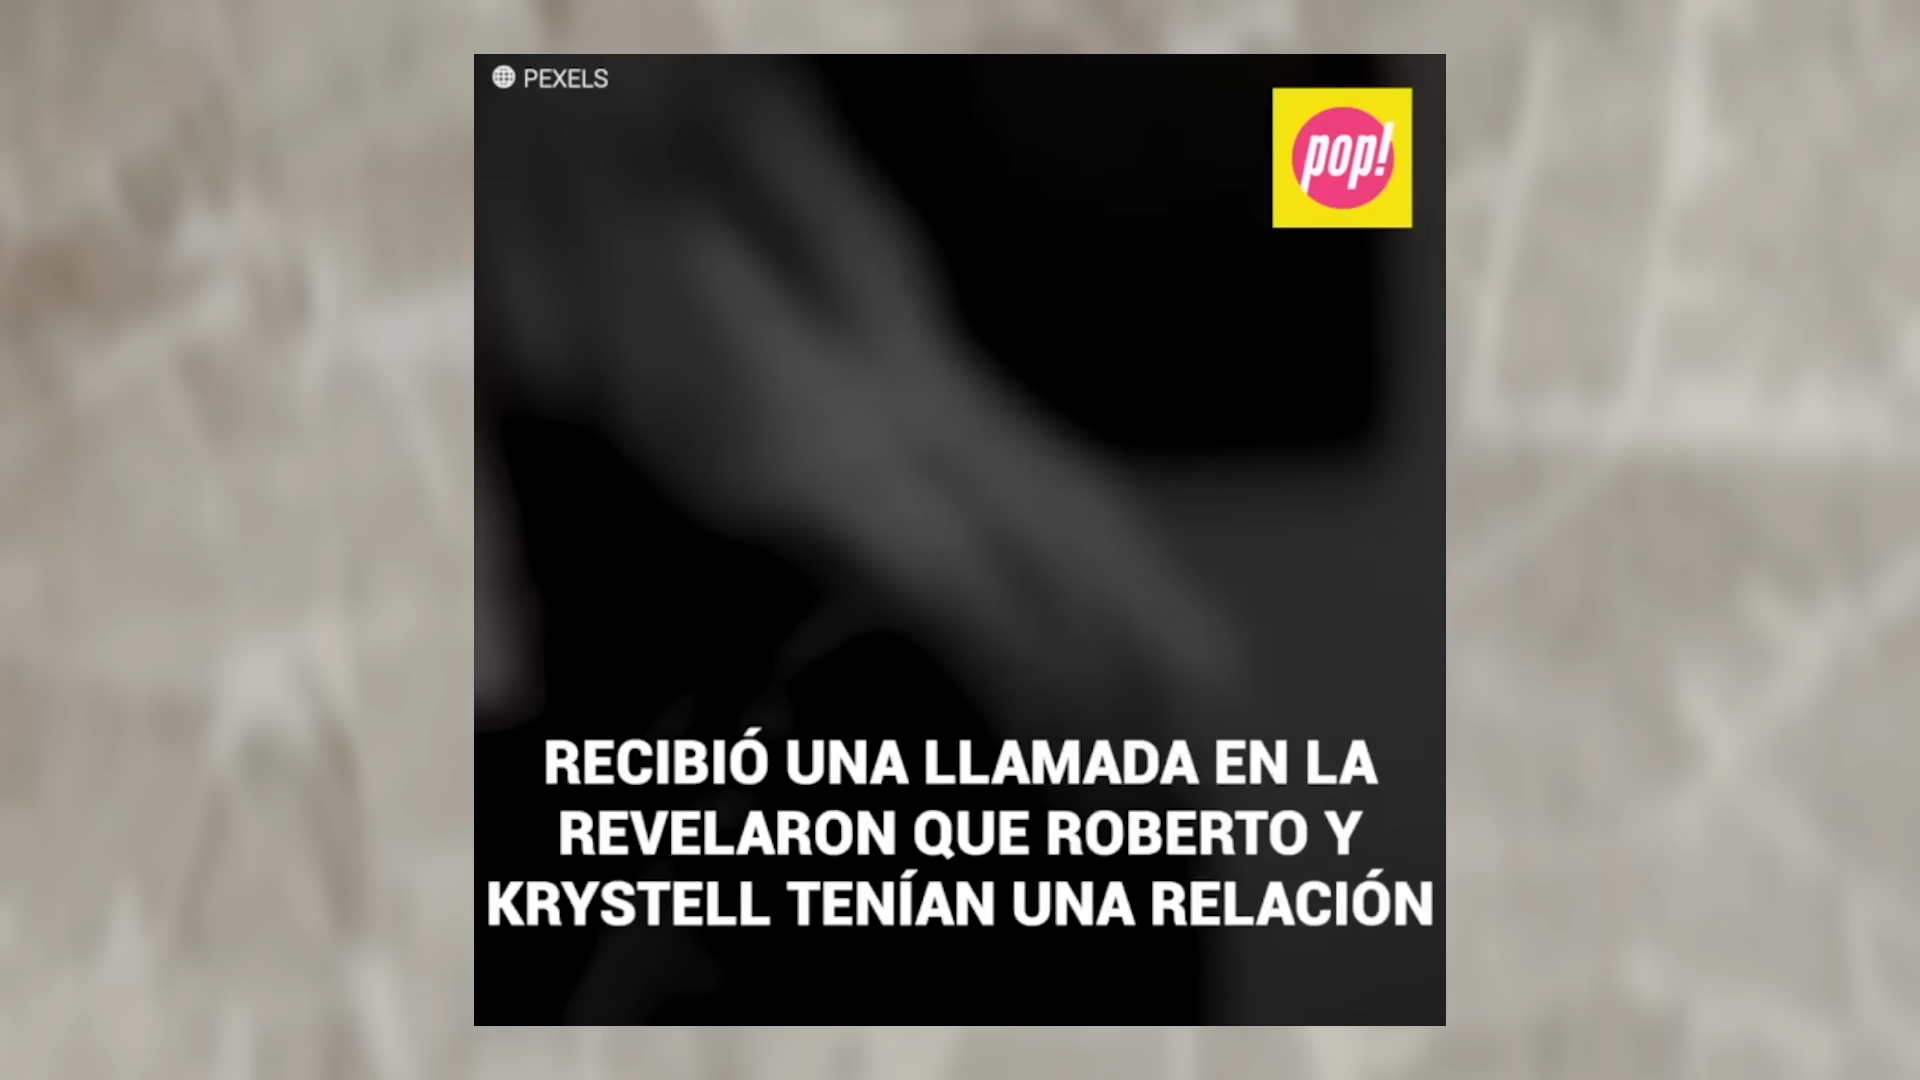 PEXELS
pop!
RECIBIÓ UNA LLAMADA EN LA
REVELARON QUE ROBERTO Y
KRYSTELL TENÍAN UNA RELACIÓN